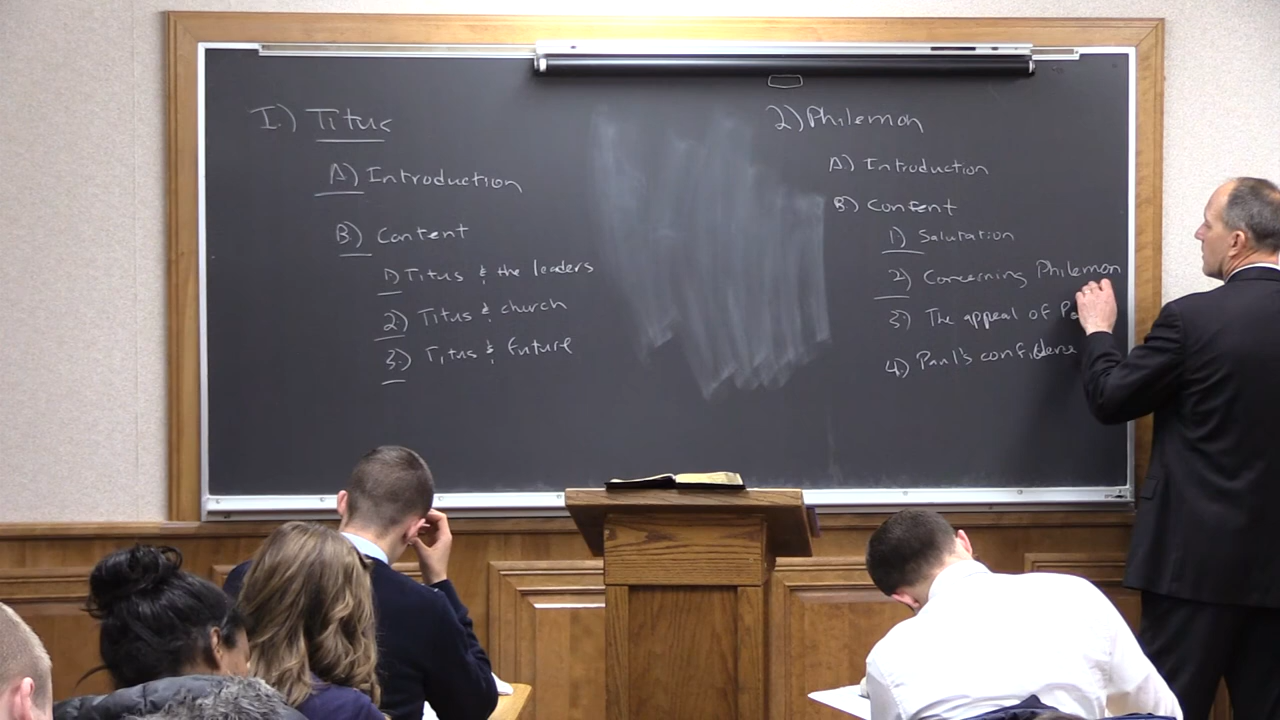 I.) Titus
A.) Introduction
B.) Content
1) Titus & the leaders
2.) Titus & church
3.) Titus & future
2.) Philemon
A.) Introduction
B.) Content
1) Salutation
2) Concerning Philemon
3) The appeal of
4.) Paul's confidence